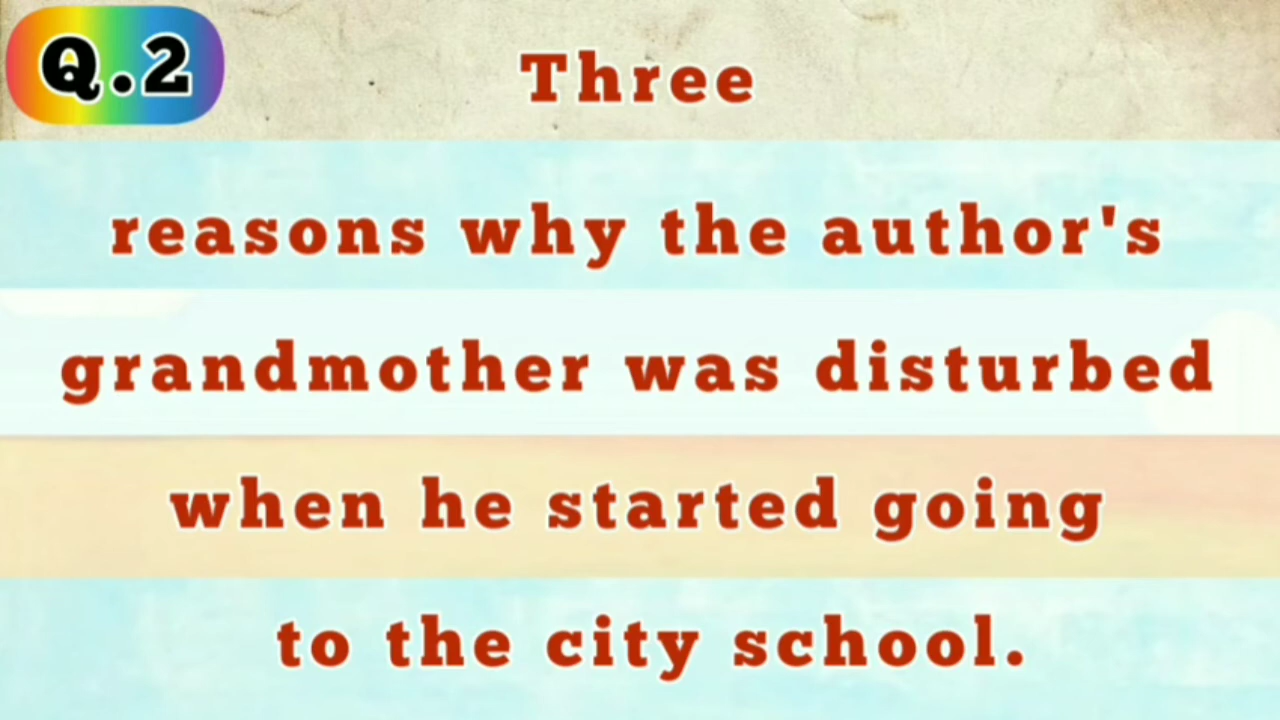 Q.2
Three
reasons why the author's
grandmother was disturbed
when he started going
to the city school.